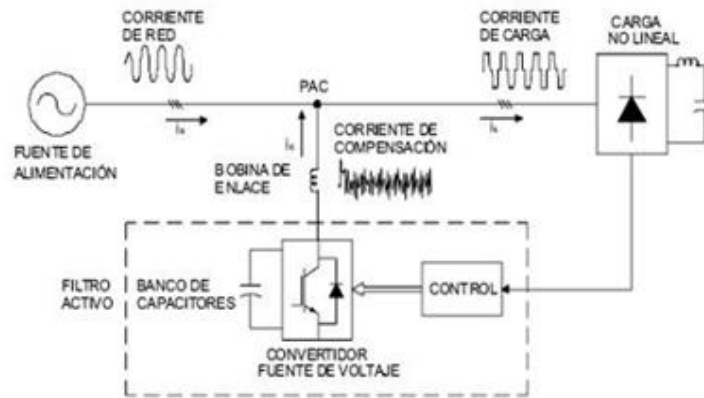 CORRIENTE
DE RED
CORRIENTE
DE CARGA
CARGA
NO LINEAL
PAC
FUENTE DE
ALIMENTACIÓN
BOBINA DE
ENLACE
CORRIENTE DE
COMPENSACIÓN
FILTRO
ACTIVO
BANCO DE
CAPACITORES
CONTROL
CONVERTIDOR
FUENTE DE VOLTAJE